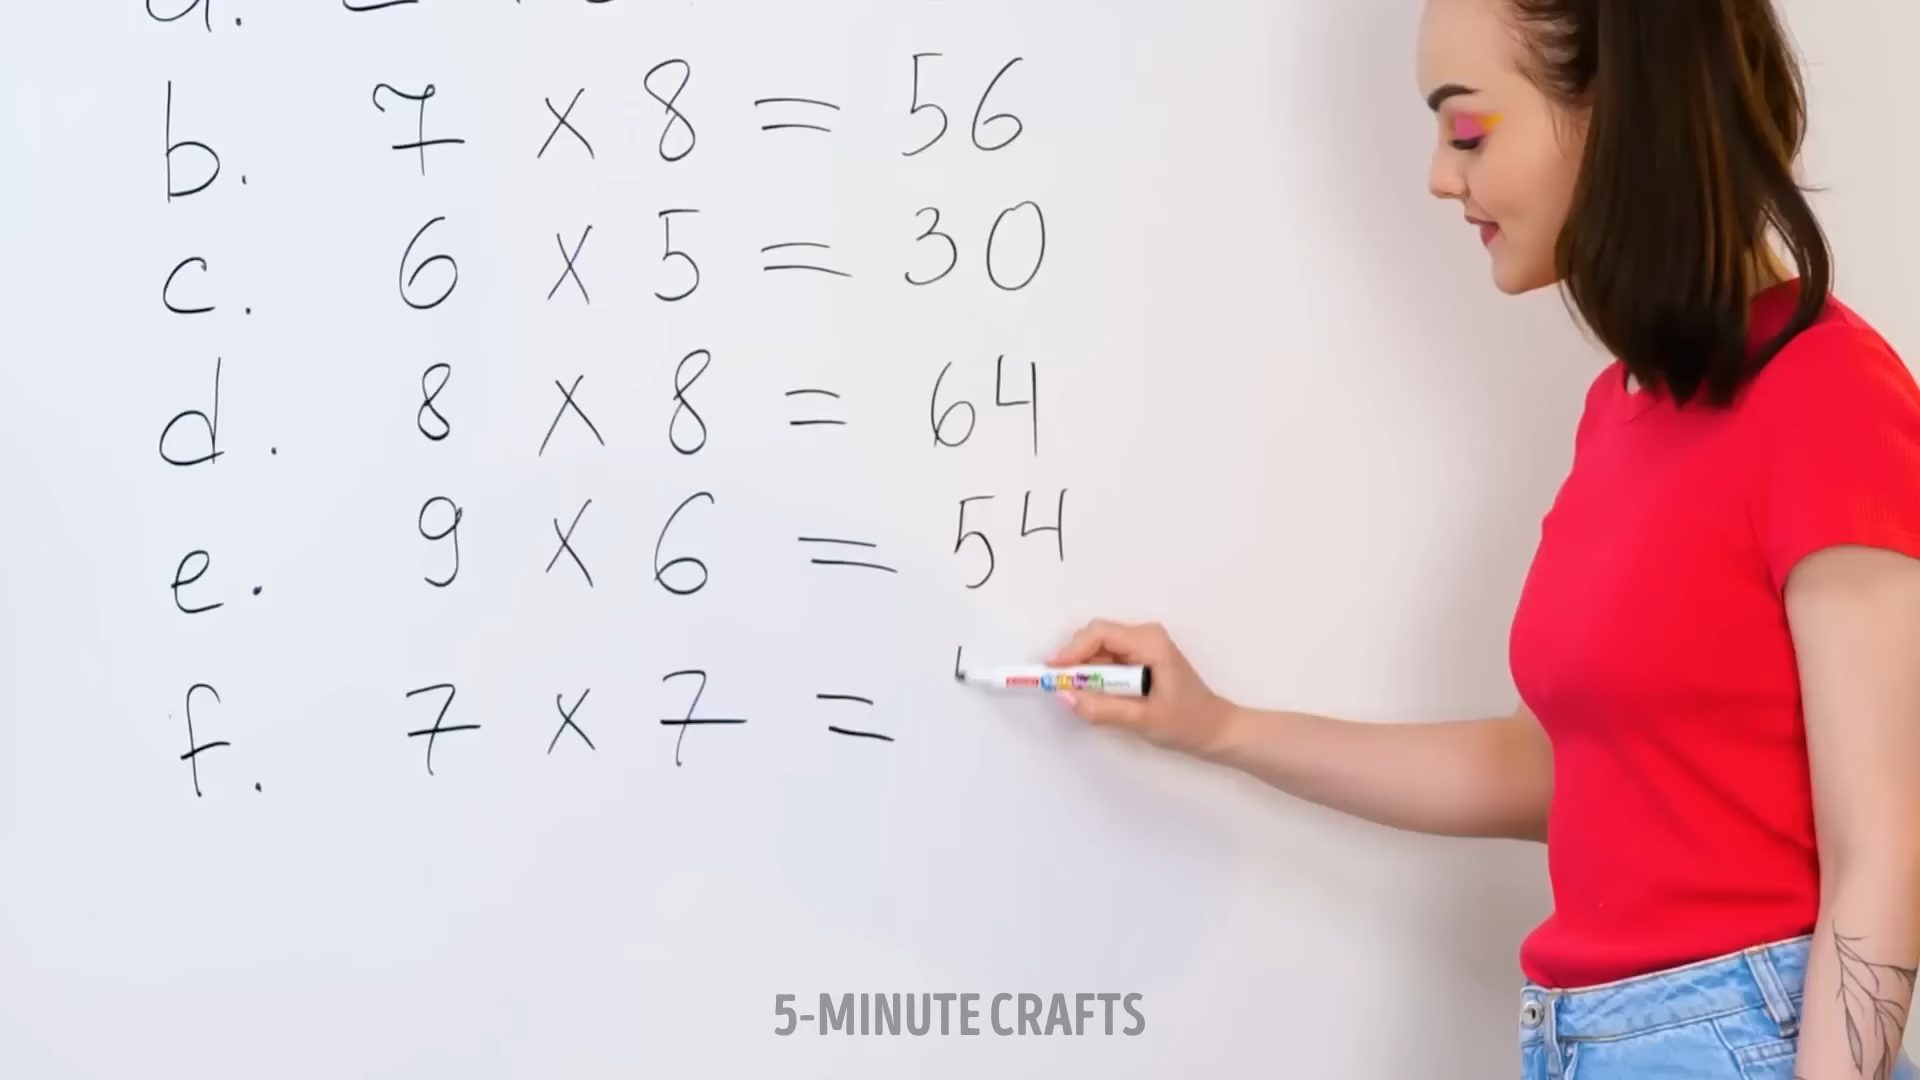 b. 7 x 8 = 56
c. 6 x 5 = 30
d. 8 x 8 = 64
e. 9 x 6 = 54
f. 7 x 7 =
5-MINUTE CRAFTS